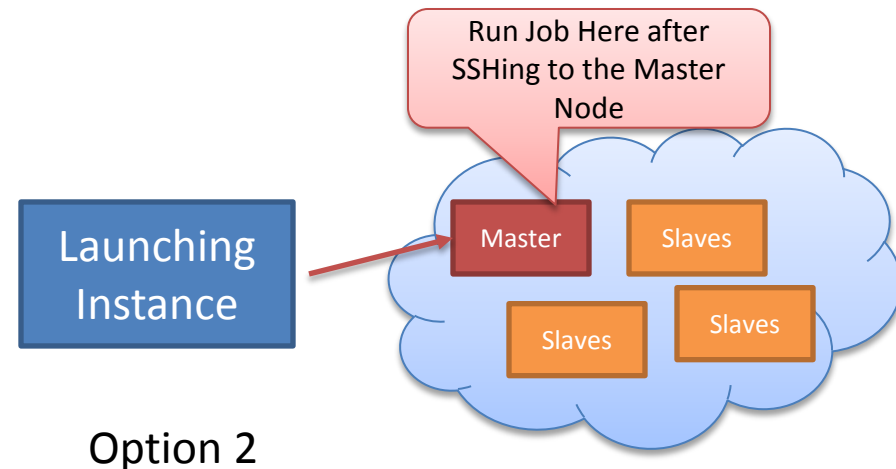 Run Job Here after
SSHing to the Master
Node
Launching
Instance
Master
Slaves
Slaves
Slaves
Option 2